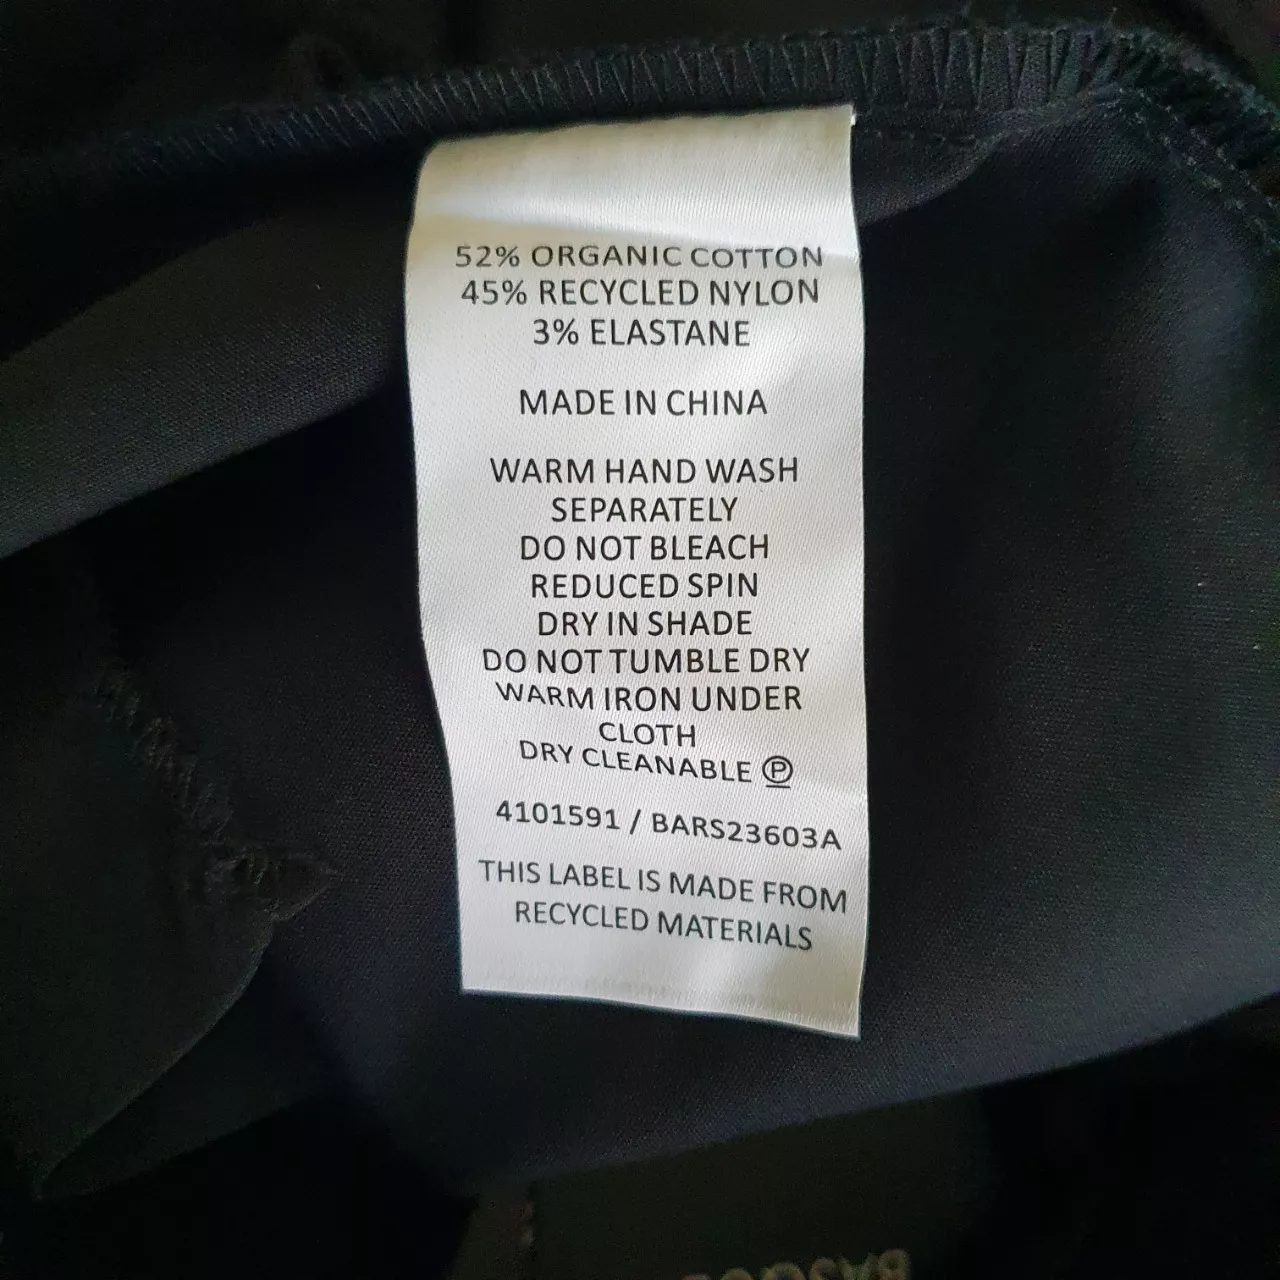 52% ORGANIC COTTON
45% RECYCLED NYLON
3% ELASTANE
MADE IN CHINA
WARM HAND WASH
SEPARATELY
DO NOT BLEACH
REDUCED SPIN
DRY IN SHADE
DO NOT TUMBLE DRY
WARM IRON UNDER
CLOTH
DRY CLEANABLE Ⓟ
4101591 / BARS23603A
THIS LABEL IS MADE FROM
RECYCLED MATERIALS